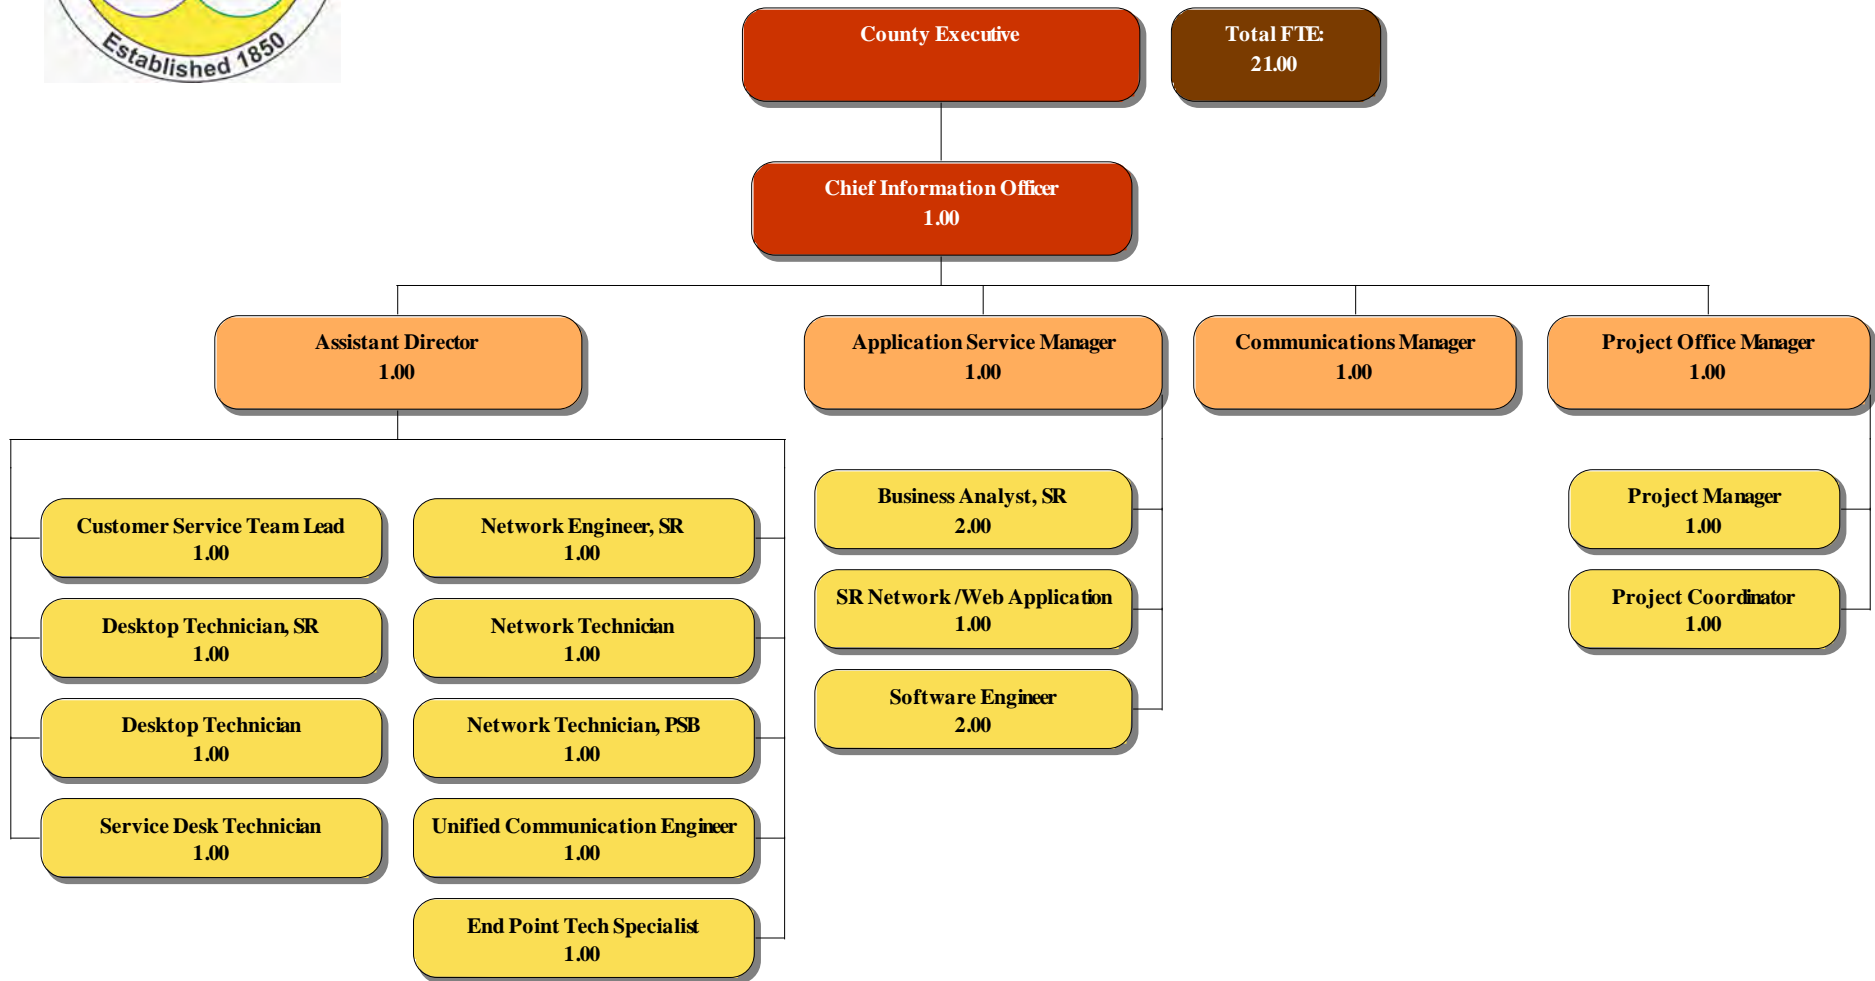 Established 1850
County Executive
Total FTE:
21.00
Chief Information Officer
1.00
Assistant Director
1.00
Application Service Manager
1.00
Communications Manager
1.00
Project Office Manager
1.00
Customer Service Team Lead
1.00
Desktop Technician, SR
1.00
Desktop Technician
1.00
Service Desk Technician
1.00
Network Engineer, SR
1.00
Network Technician
1.00
Network Technician, PSB
1.00
Unified Communication Engineer
1.00
End Point Tech Specialist
1.00
Business Analyst, SR
2.00
SR Network /Web Application
1.00
Software Engineer
2.00
Project Manager
1.00
Project Coordinator
1.00